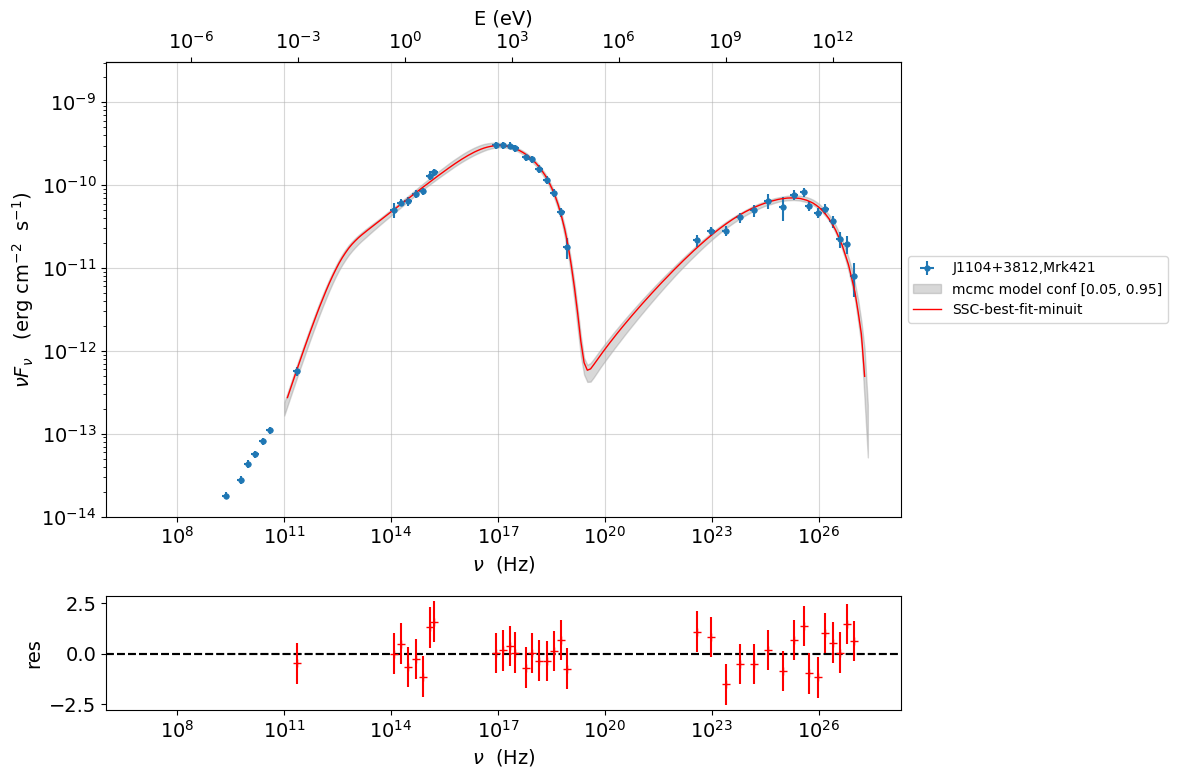 E (eV)
10⁻⁶ 10⁻³ 10⁰ 10³ 10⁶ 10⁹ 10¹²
10⁻⁹
10⁻¹⁰
10⁻¹¹
10⁻¹²
10⁻¹³
10⁻¹⁴
νF_ν (erg cm⁻² s⁻¹)
J1104+3812,Mrk421
mcmc model conf [0.05, 0.95]
SSC-best-fit-minuit
10⁸ 10¹¹ 10¹⁴ 10¹⁷ 10²⁰ 10²³ 10²⁶
ν (Hz)
2.5
0.0
−2.5
res
10⁸ 10¹¹ 10¹⁴ 10¹⁷ 10²⁰ 10²³ 10²⁶
ν (Hz)